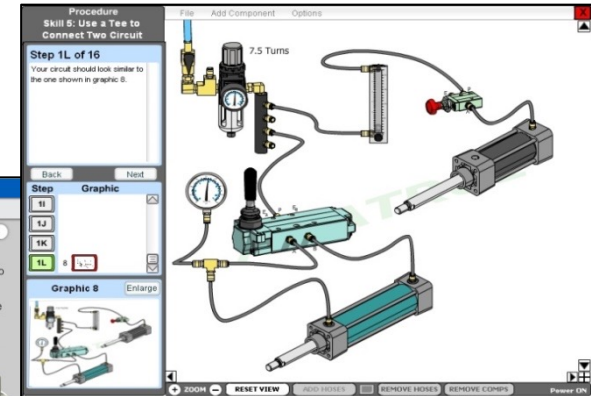 Procedure
Skill 5: Use a Tee to
Connect Two Circuit
File Add Component Options
X
Step 1L of 16
Your circuit should look similar to
the one shown in graphic 8.
7.5 Turns
Back Next
Step Graphic
1I
1J
1K
1L 8
Graphic 8 Enlarge
ZOOM RESET VIEW ADD HOSES REMOVE HOSES REMOVE COMPS Power ON